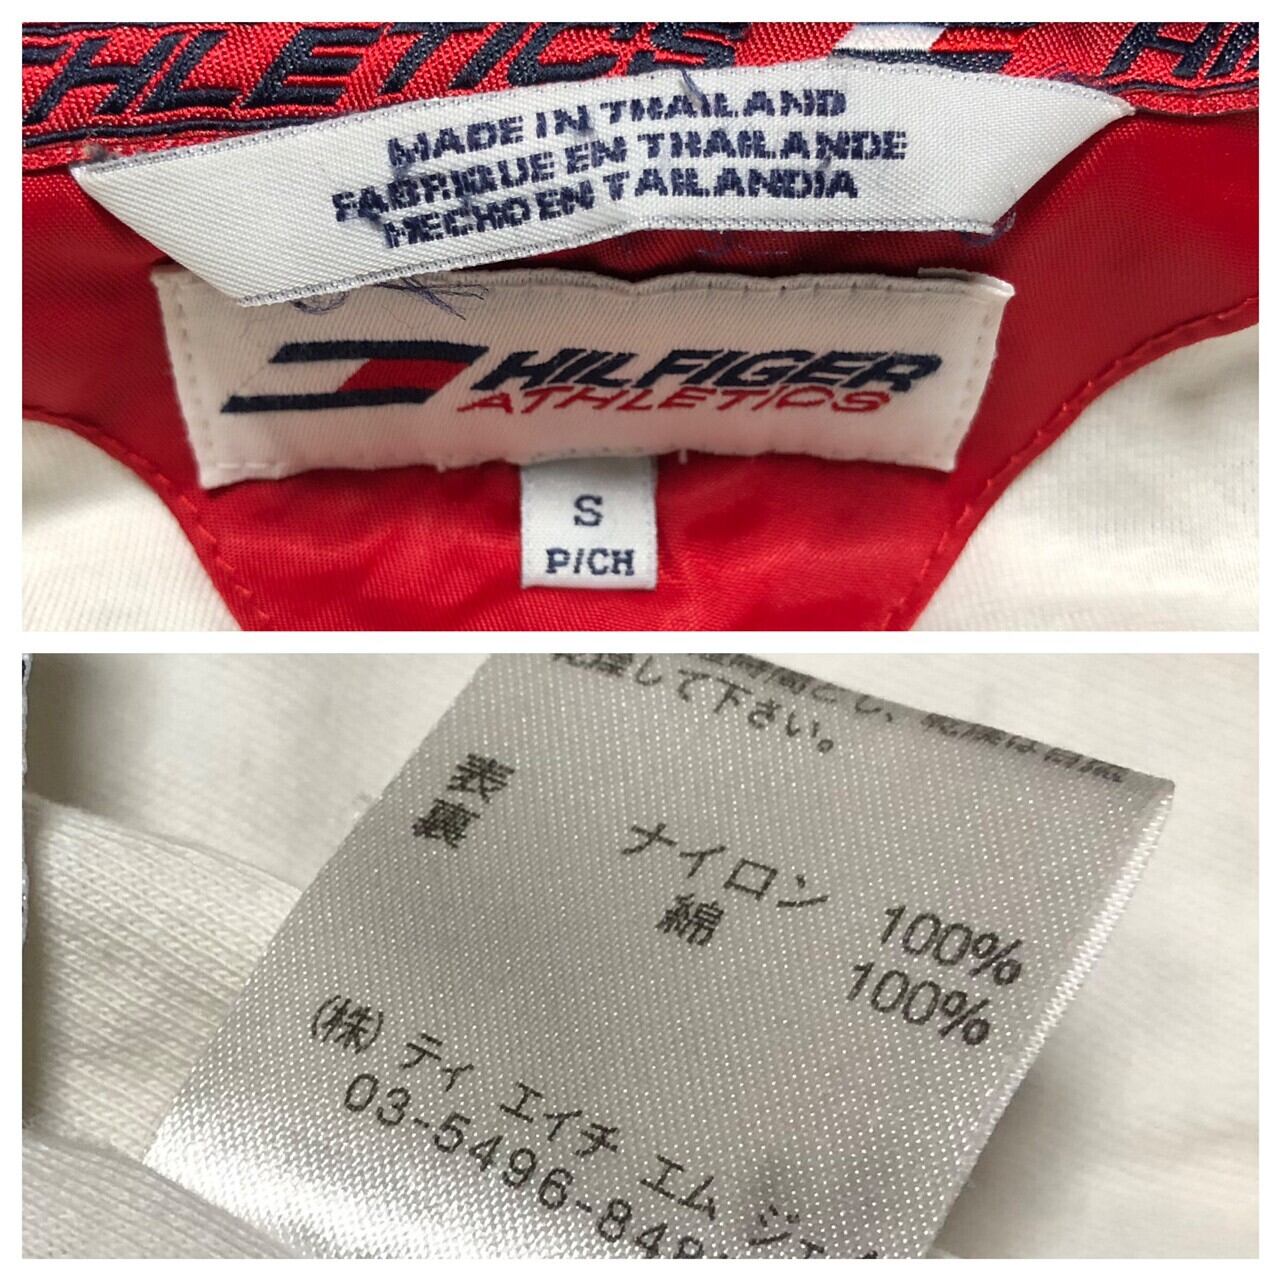 ATHLETICS
MADE IN THAILAND
FABRIQUE EN THAILANDE
HECHO EN TAILANDIA
HILFIGER
ATHLETICS
S
P/CH
して下さい。
表 ナイロン 100%
裏 綿 100%
(株) ティ エイチ エム
03-5496-84